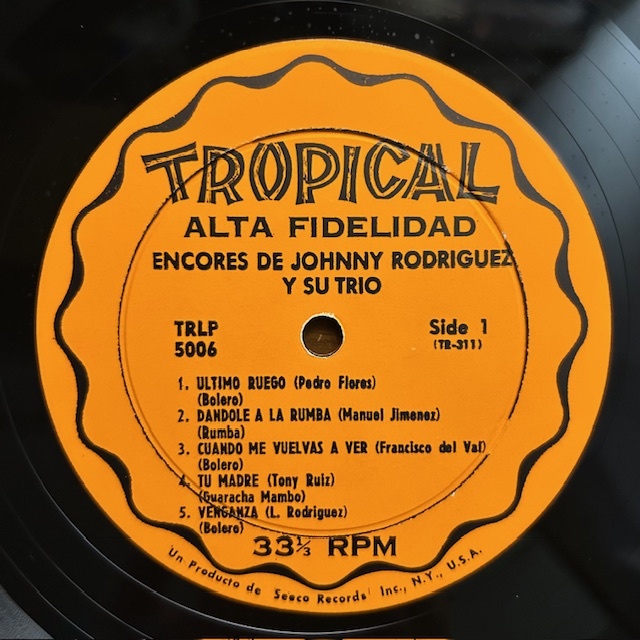 TROPICAL
ALTA FIDELIDAD
ENCORES DE JOHNNY RODRIGUEZ
Y SU TRIO
TRLP
5006
Side 1
(TR-311)
1. ULTIMO RUEGO (Pedro Flores)
(Bolero)
2. DANDOLE A LA RUMBA (Manuel Jimenez)
(Rumba)
3. CUANDO ME VUELVAS A VER (Francisco del Val)
(Bolero)
4. TU MADRE (Tony Ruiz)
(Guaracha Mambo)
5. VENGANZA (L. Rodriguez)
(Bolero)
33⅓ RPM
Un Producto de Seeco Records Inc., N.Y., U.S.A.